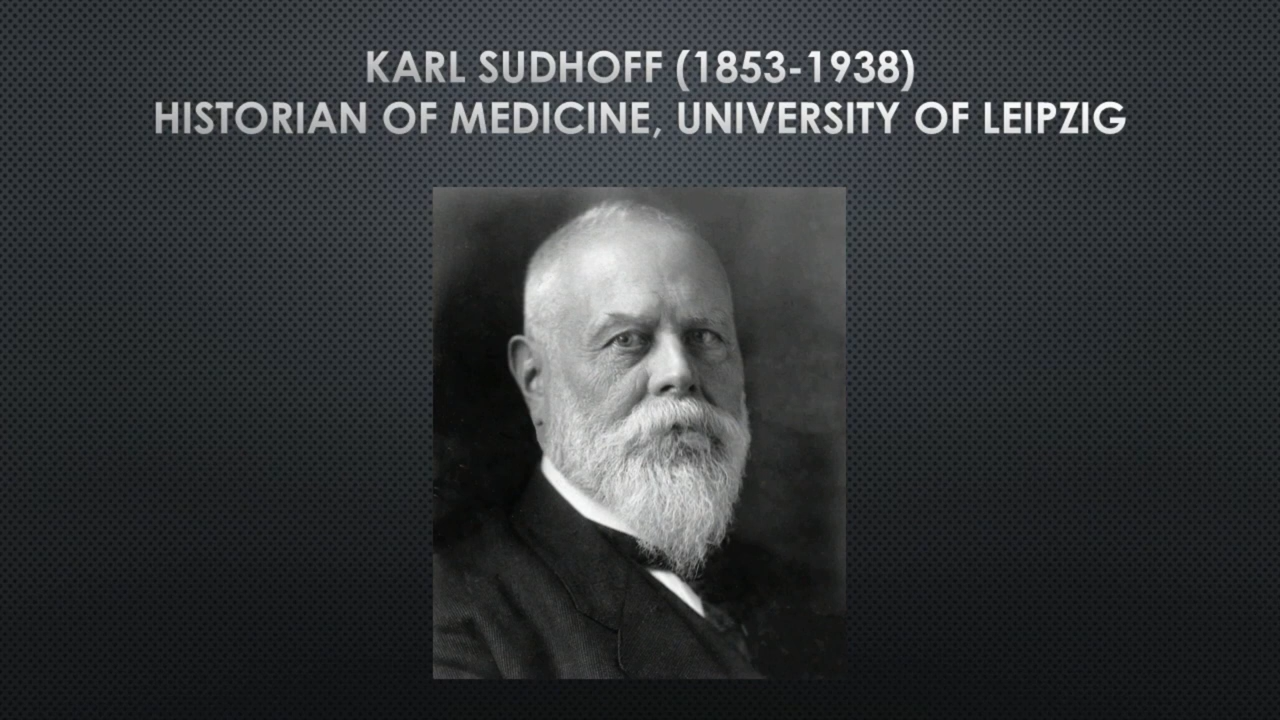 KARL SUDHOFF (1853-1938)
HISTORIAN OF MEDICINE, UNIVERSITY OF LEIPZIG